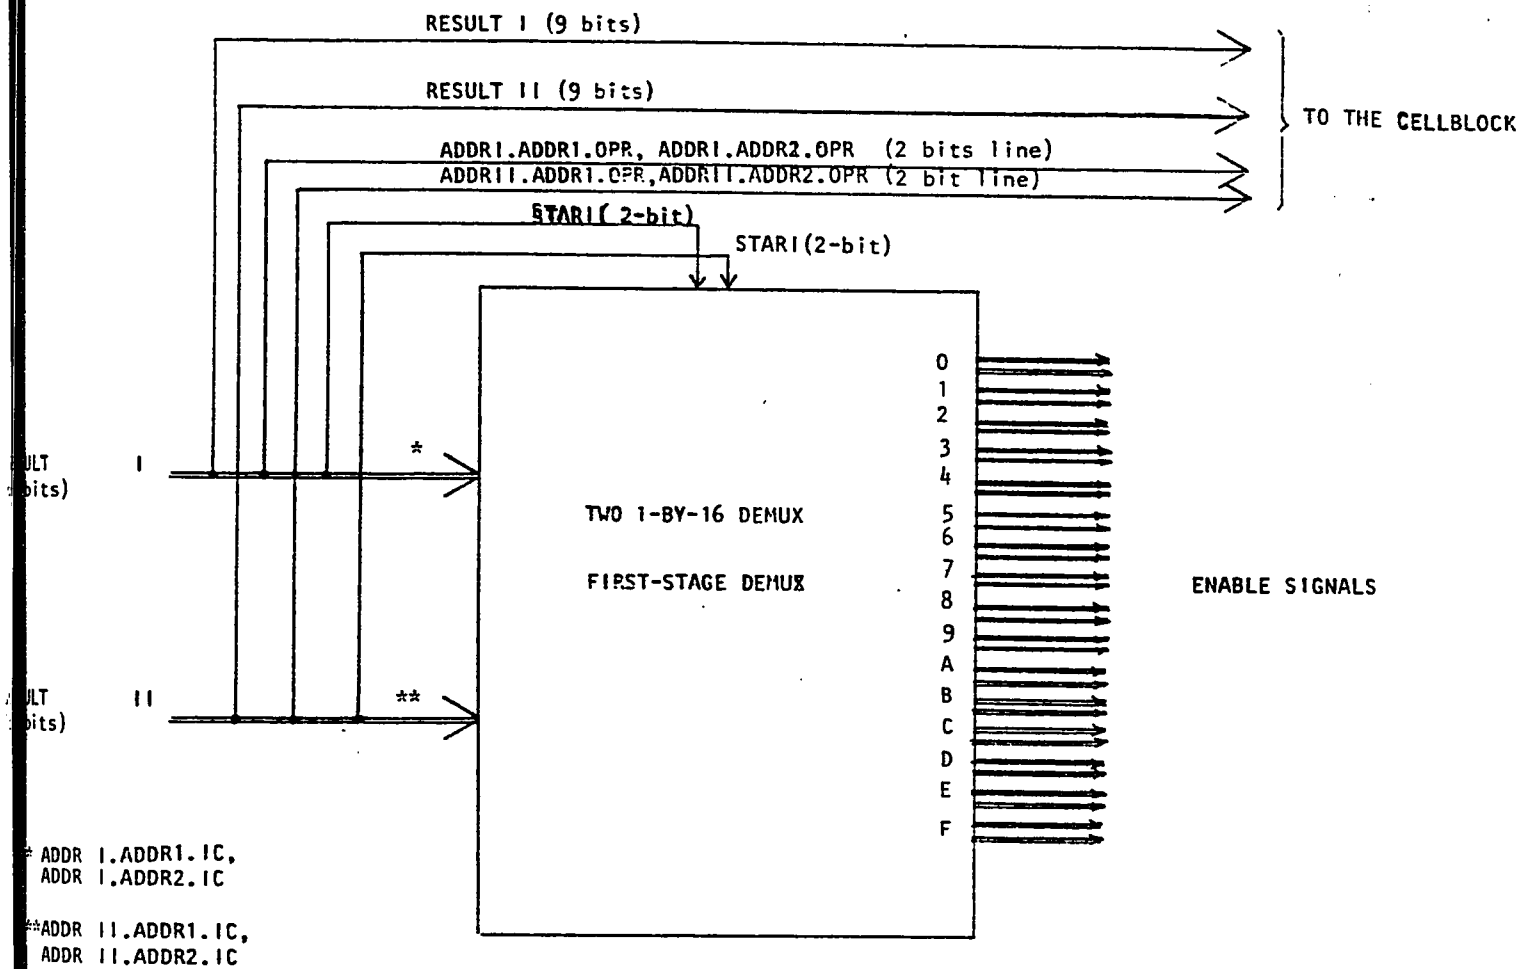 RESULT I (9 bits)
RESULT II (9 bits)
TO THE CELLBLOCK
ADDRI.ADDR1.OPR, ADDRI.ADDR2.OPR (2 bits line)
ADDRII.ADDR1.OPR,ADDRII.ADDR2.OPR (2 bit line)
STARI( 2-bit)
STARI(2-bit)
0
1
2
3
4
5
6
7
8
9
A
B
C
D
E
F
* I
ULT
bits)
TWO 1-BY-16 DEMUX
FIRST-STAGE DEMUX
ENABLE SIGNALS
** II
ULT
bits)
* ADDR I.ADDR1.IC,
ADDR I.ADDR2.IC
**ADDR II.ADDR1.IC,
ADDR II.ADDR2.IC